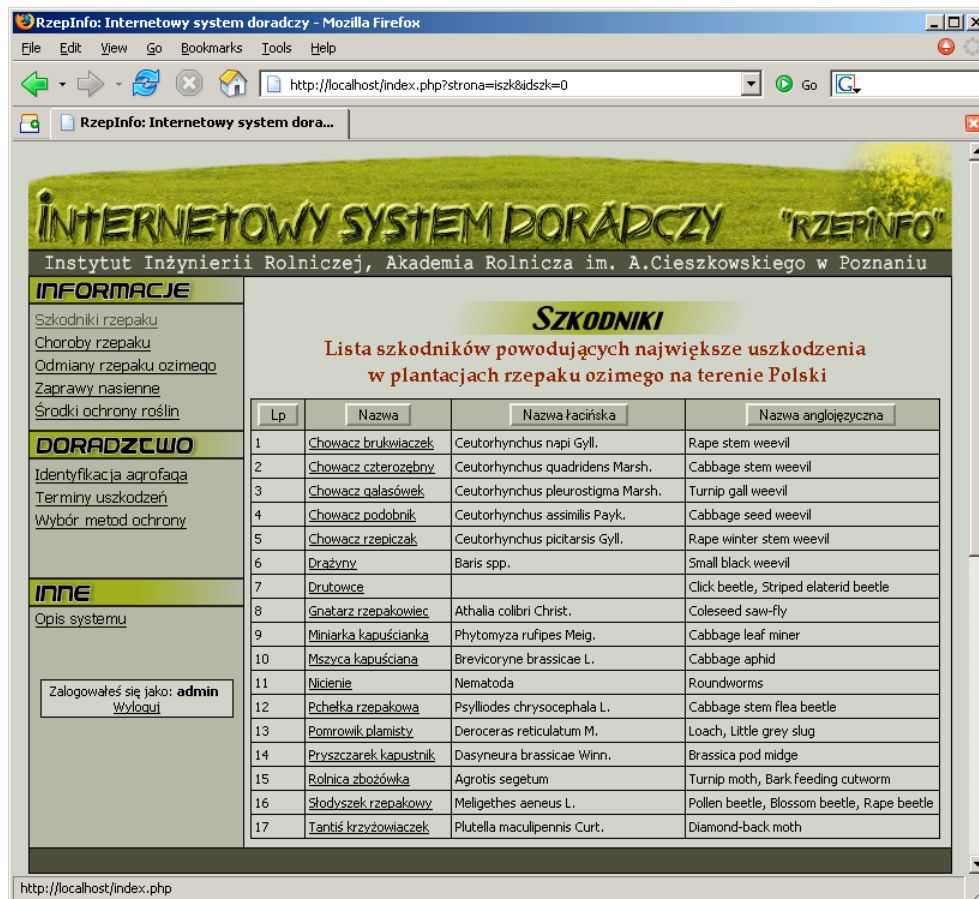 RzepInfo: Internetowy system doradczy - Mozilla Firefox
File Edit View Go Bookmarks Tools Help
http://localhost/index.php?strona=iszk&idszk=0 Go G
RzepInfo: Internetowy system dora...
INTERNETOWY SYSTEM DORADCZY "RZEPINFO"
Instytut Inżynierii Rolniczej, Akademia Rolnicza im. A.Cieszkowskiego w Poznaniu
INFORMACJE
Szkodniki rzepaku
Choroby rzepaku
Odmiany rzepaku ozimego
Zaprawy nasienne
Środki ochrony roślin
DORADZTWO
Identyfikacja agrofaga
Terminy uszkodzeń
Wybór metod ochrony
INNE
Opis systemu
Zalogowałeś się jako: admin
Wyloguj
SZKODNIKI
Lista szkodników powodujących największe uszkodzenia
w plantacjach rzepaku ozimego na terenie Polski
Lp Nazwa Nazwa łacińska Nazwa anglojęzyczna
1 Chowacz brukwiaczek Ceutorhynchus napi Gyll. Rape stem weevil
2 Chowacz czterozębny Ceutorhynchus quadridens Marsh. Cabbage stem weevil
3 Chowacz galasówek Ceutorhynchus pleurostigma Marsh. Turnip gall weevil
4 Chowacz podobnik Ceutorhynchus assimilis Payk. Cabbage seed weevil
5 Chowacz rzepiczak Ceutorhynchus picitarsis Gyll. Rape winter stem weevil
6 Drążyny Baris spp. Small black weevil
7 Drutowce Click beetle, Striped elaterid beetle
8 Gnatarz rzepakowiec Athalia colibri Christ. Coleseed saw-fly
9 Miniarka kapuścianka Phytomyza rufipes Meig. Cabbage leaf miner
10 Mszyca kapuściana Brevicoryne brassicae L. Cabbage aphid
11 Nicienie Nematoda Roundworms
12 Pchełka rzepakowa Psylliodes chrysocephala L. Cabbage stem flea beetle
13 Pomrowik plamisty Deroceras reticulatum M. Loach, Little grey slug
14 Pryszczarek kapustnik Dasyneura brassicae Winn. Brassica pod midge
15 Rolnica zbożówka Agrotis segetum Turnip moth, Bark feeding cutworm
16 Słodyszek rzepakowy Meligethes aeneus L. Pollen beetle, Blossom beetle, Rape beetle
17 Tantiś krzyżowiaczek Plutella maculipennis Curt. Diamond-back moth
http://localhost/index.php